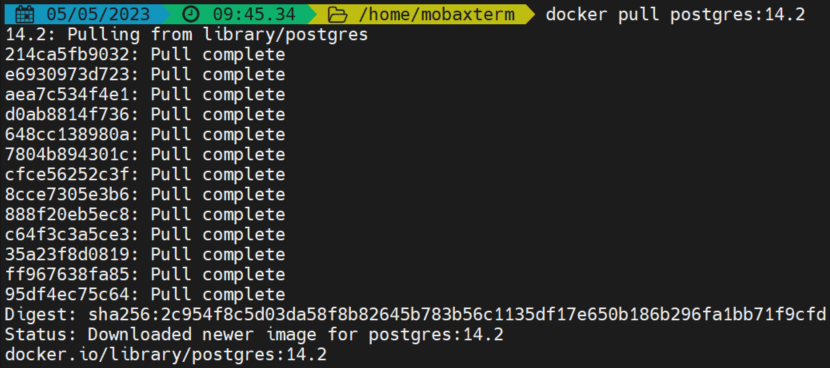 05/05/2023 09:45.34 /home/mobaxterm docker pull postgres:14.2
14.2: Pulling from library/postgres
214ca5fb9032: Pull complete
e6930973d723: Pull complete
aea7c534f4e1: Pull complete
d0ab8814f736: Pull complete
648cc138980a: Pull complete
7804b894301c: Pull complete
cfce56252c3f: Pull complete
8cce7305e3b6: Pull complete
888f20eb5ec8: Pull complete
c64f3c3a5ce3: Pull complete
35a23f8d0819: Pull complete
ff967638fa85: Pull complete
95df4ec75c64: Pull complete
Digest: sha256:2c954f8c5d03da58f8b82645b783b56c1135df17e650b186b296fa1bb71f9cfd
Status: Downloaded newer image for postgres:14.2
docker.io/library/postgres:14.2